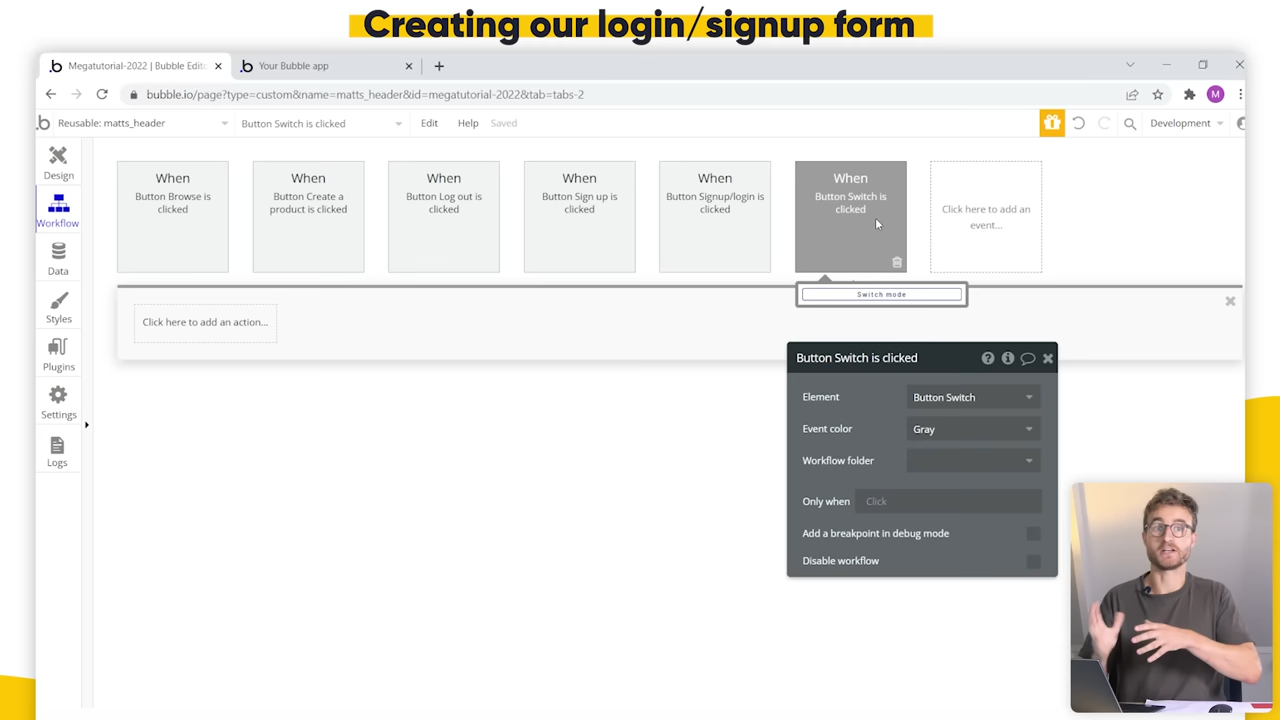 Creating our login/signup form
Megatutorial-2022 | Bubble Edito
Your Bubble app
bubble.io/page?type=custom&name=matts_header&id=megatutorial-2022&tab=tabs-2
M
Reusable: matts_header
Button Switch is clicked
Edit
Help
Saved
Development
Design
Workflow
Data
Styles
Plugins
Settings
Logs
When
Button Browse is
clicked
When
Button Create a
product is clicked
When
Button Log out is
clicked
When
Button Sign up is
clicked
When
Button Signup/login is
clicked
When
Button Switch is
clicked
Click here to add an
event...
Switch mode
Click here to add an action...
Button Switch is clicked
Element
Button Switch
Event color
Gray
Workflow folder
Only when
Click
Add a breakpoint in debug mode
Disable workflow